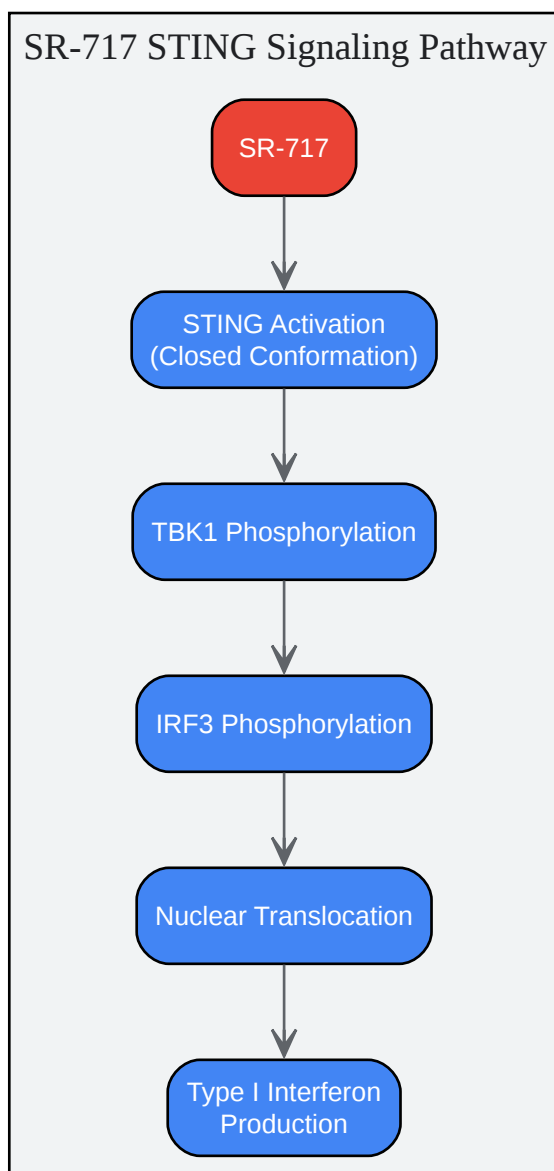 SR-717 STING Signaling Pathway
SR-717
STING Activation
(Closed Conformation)
TBK1 Phosphorylation
IRF3 Phosphorylation
Nuclear Translocation
Type I Interferon
Production